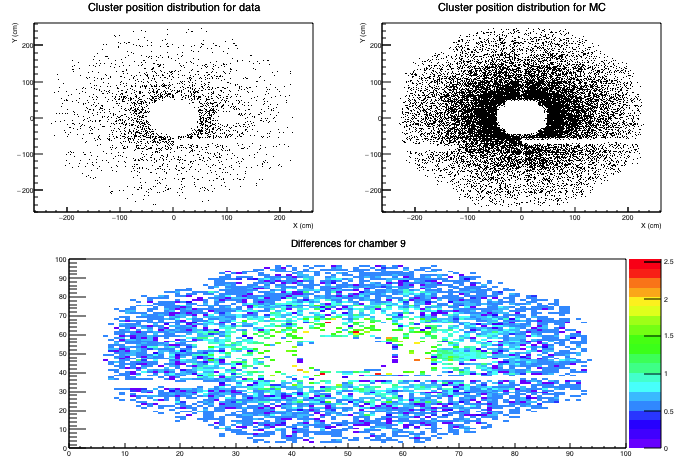 Cluster position distribution for data
Y (cm)
200
100
0
−100
−200
−200 −100 0 100 200
X (cm)
Cluster position distribution for MC
Y (cm)
200
100
0
−100
−200
−200 −100 0 100 200
X (cm)
Differences for chamber 9
100
90
80
70
60
50
40
30
20
10
0
0 10 20 30 40 50 60 70 80 90 100
2.5
2
1.5
1
0.5
0